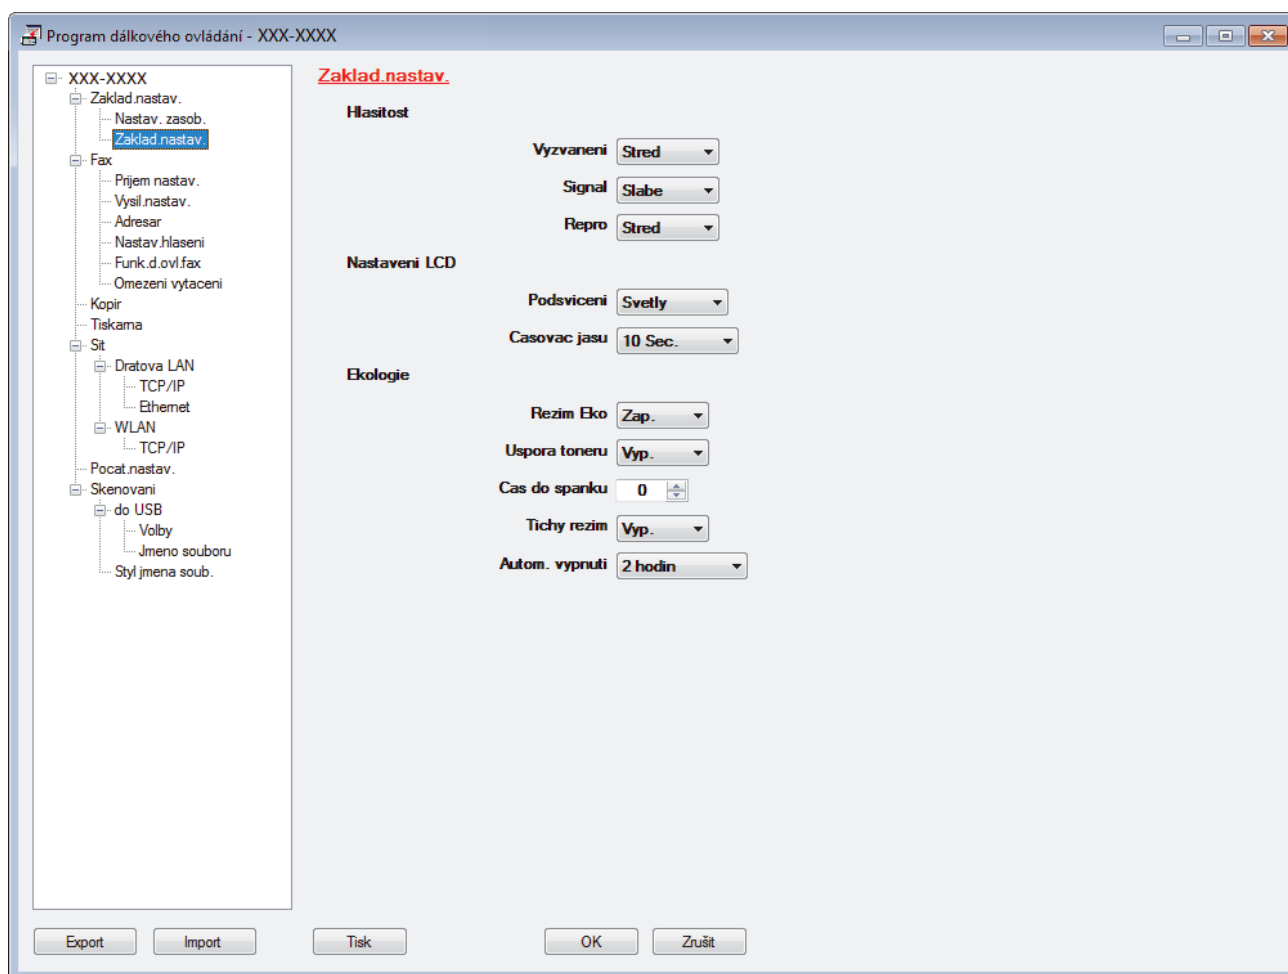 Program dálkového ovládání - XXX-XXXX
XXX-XXXX
Zaklad.nastav.
Nastav. zasob.
Zaklad.nastav.
Fax
Prijem nastav.
Vysil.nastav.
Adresar
Nastav.hlaseni
Funk.d.ovl.fax
Omezeni vytaceni
Kopir
Tiskarna
Sit
Dratova LAN
TCP/IP
Ethernet
WLAN
TCP/IP
Pocat.nastav.
Skenovani
do USB
Volby
Jmeno souboru
Styl jmena soub.
Zaklad.nastav.
Hlasitost
Vyzvaneni Stred
Signal Slabe
Repro Stred
Nastaveni LCD
Podsviceni Svetly
Casovac jasu 10 Sec.
Ekologie
Rezim Eko Zap.
Uspora toneru Vyp.
Cas do spanku 0
Tichy rezim Vyp.
Autom. vypnuti 2 hodin
Export Import Tisk OK Zrušit